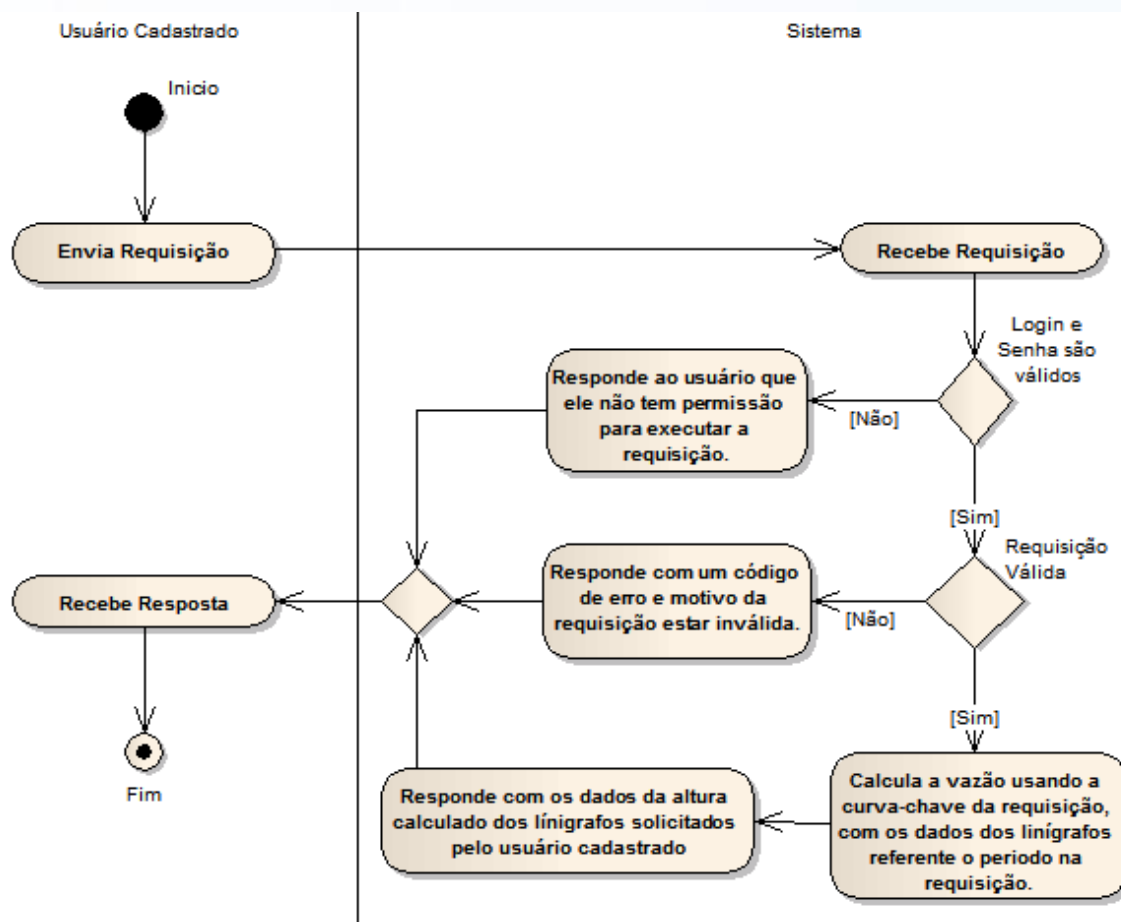 Usuário Cadastrado
Sistema
Inicio
Envia Requisição
Recebe Requisição
Login e
Senha são
válidos
Responde ao usuário que
ele não tem permissão
para executar a
requisição.
[Não]
[Sim]
Requisição
Válida
Responde com um código
de erro e motivo da
requisição estar inválida.
[Não]
Recebe Resposta
[Sim]
Fim
Calcula a vazão usando a
curva-chave da requisição,
com os dados dos linígrafos
referente o periodo na
requisição.
Responde com os dados da altura
calculado dos línigrafos solicitados
pelo usuário cadastrado